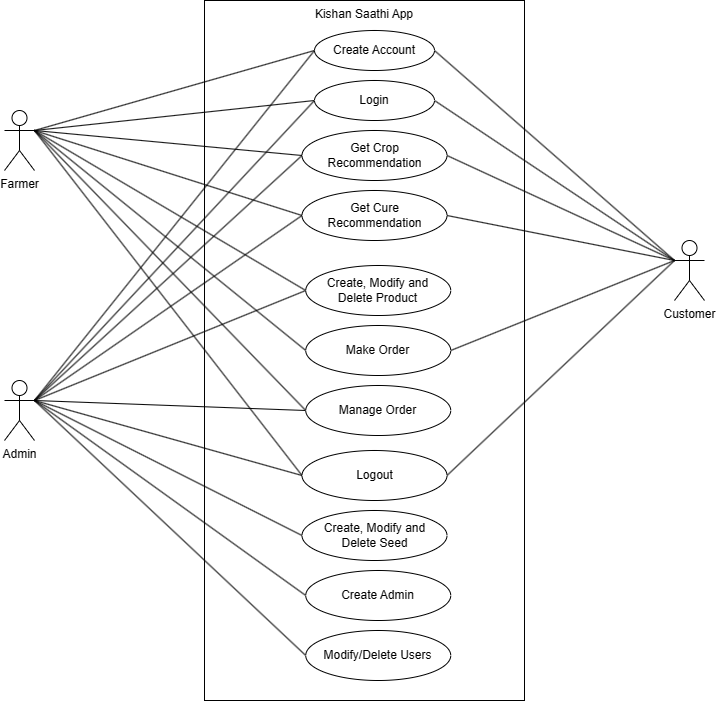 Kishan Saathi App
Create Account
Login
Get Crop
Recommendation
Farmer
Get Cure
Recommendation
Create, Modify and
Delete Product
Customer
Make Order
Manage Order
Admin
Logout
Create, Modify and
Delete Seed
Create Admin
Modify/Delete Users